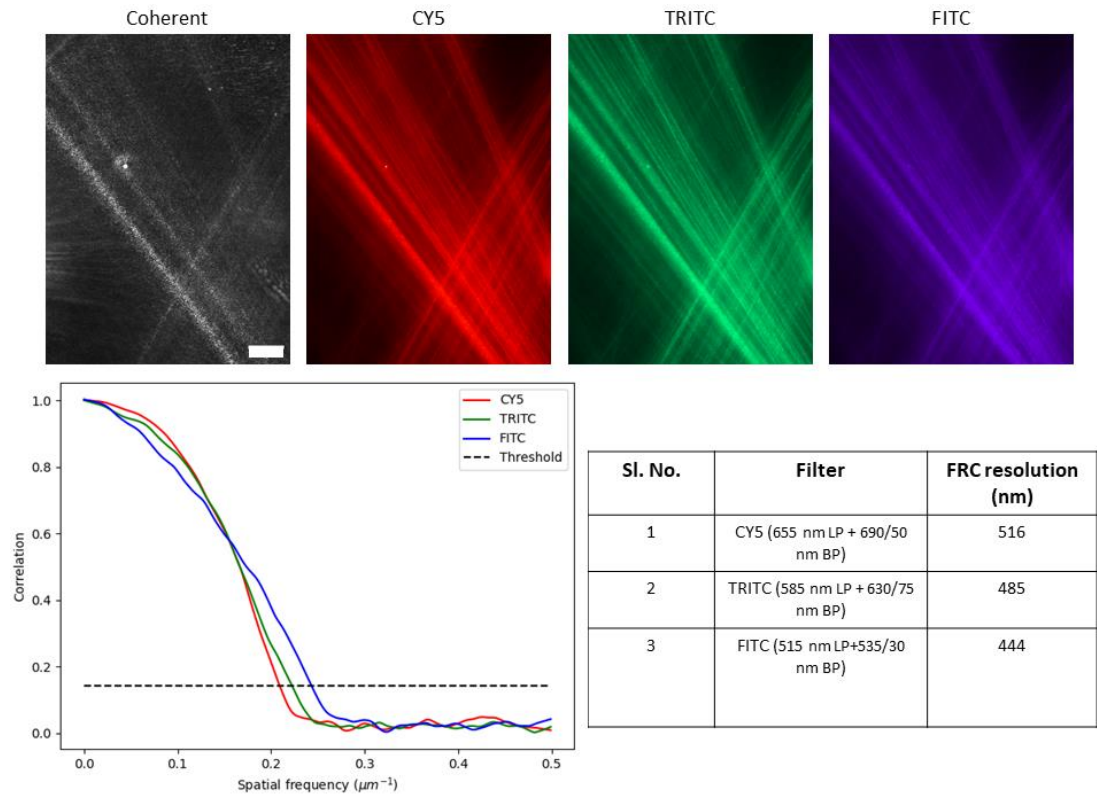 Coherent
CY5
TRITC
FITC
1.0
0.8
0.6
0.4
0.2
0.0
Correlation
CY5
TRITC
FITC
Threshold
0.0
0.1
0.2
0.3
0.4
0.5
Spatial frequency (μm⁻¹)
Sl. No.
Filter
FRC resolution
(nm)
1
CY5 (655 nm LP + 690/50
nm BP)
516
2
TRITC (585 nm LP + 630/75
nm BP)
485
3
FITC (515 nm LP+535/30
nm BP)
444